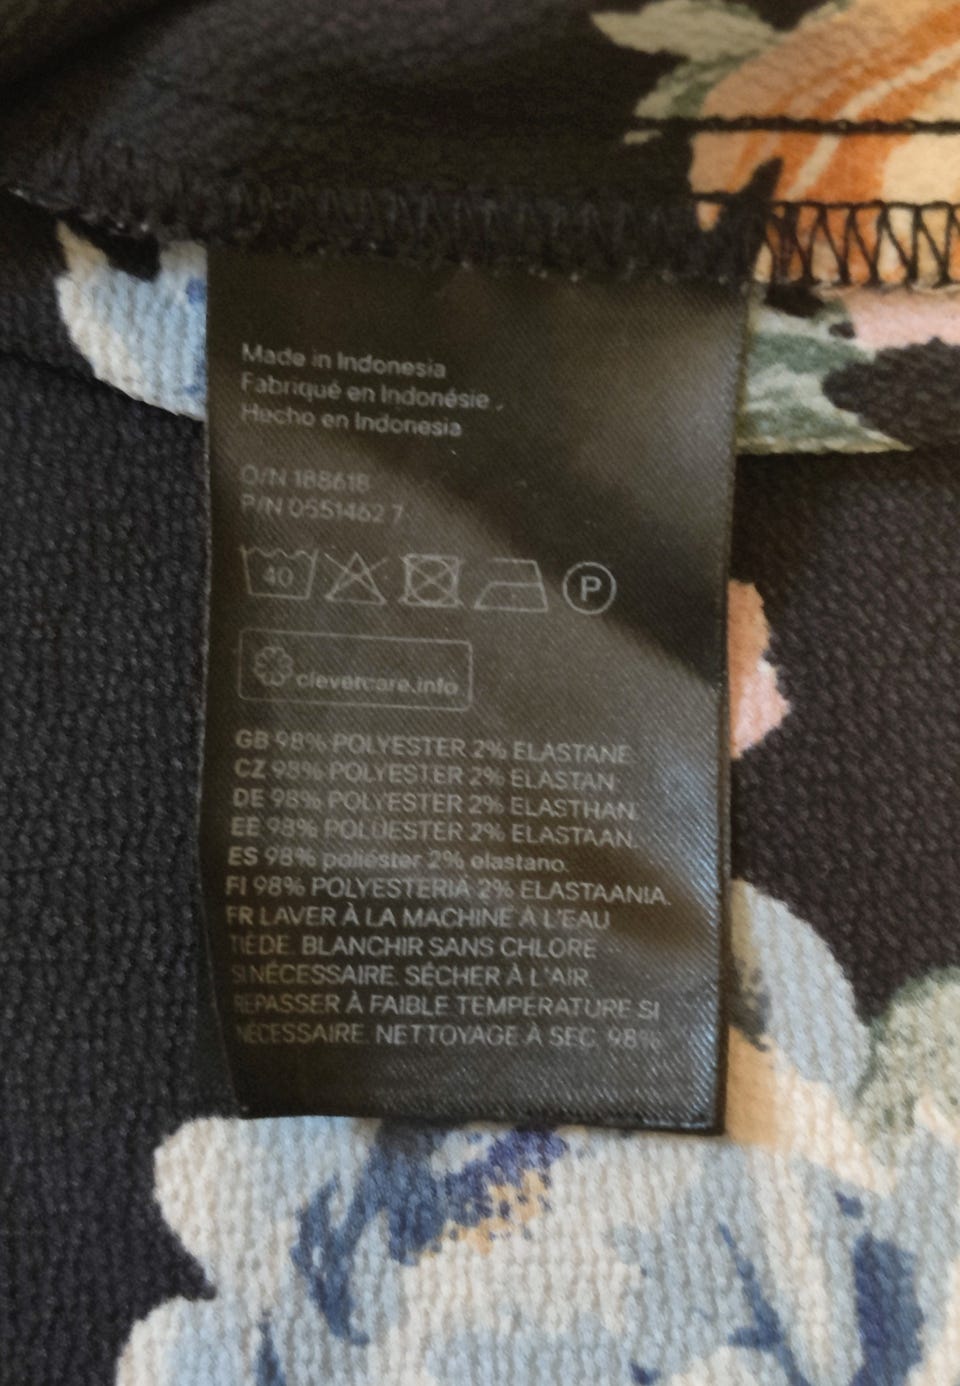 Made in Indonesia
Fabriqué en Indonésie
Hecho en Indonesia
O/N 188618
P/N 0551462 7
40
P
clevercare.info
GB 98% POLYESTER 2% ELASTANE.
CZ 98% POLYESTER 2% ELASTAN.
DE 98% POLYESTER 2% ELASTHAN.
EE 98% POLÜESTER 2% ELASTAAN.
ES 98% poliéster 2% elastano.
FI 98% POLYESTERIÄ 2% ELASTAANIA.
FR LAVER À LA MACHINE À L'EAU
TIÈDE. BLANCHIR SANS CHLORE
SI NÉCESSAIRE. SÉCHER À L'AIR.
REPASSER À FAIBLE TEMPÉRATURE SI
NÉCESSAIRE. NETTOYAGE À SEC. 98%